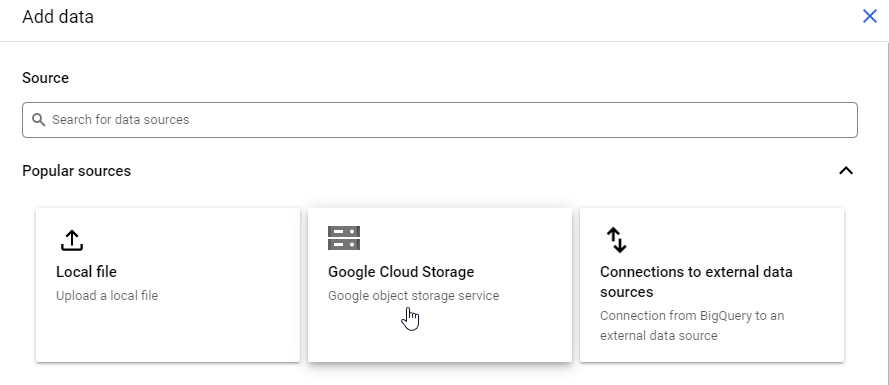 Add data
Source
Search for data sources
Popular sources
Local file
Upload a local file
Google Cloud Storage
Google object storage service
Connections to external data
sources
Connection from BigQuery to an
external data source